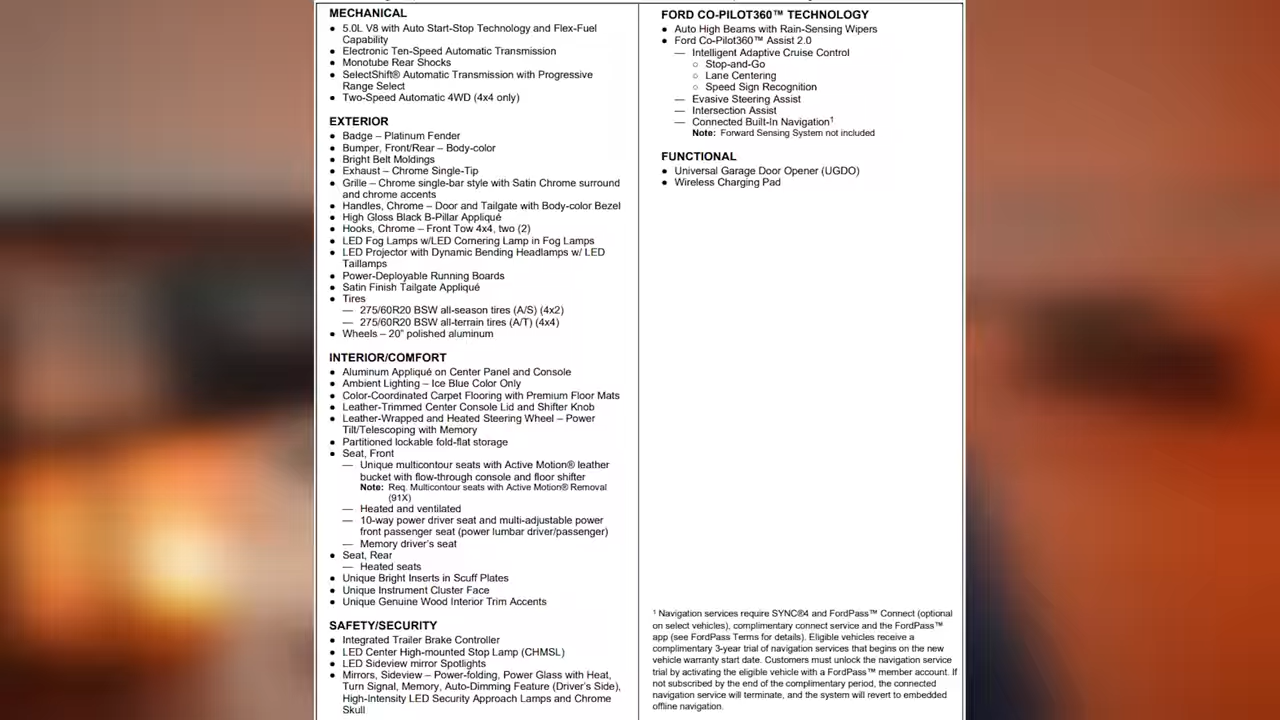 MECHANICAL
● 5.0L V8 with Auto Start-Stop Technology and Flex-Fuel
Capability
● Electronic Ten-Speed Automatic Transmission
● Monotube Rear Shocks
● SelectShift® Automatic Transmission with Progressive
Range Select
● Two-Speed Automatic 4WD (4x4 only)
EXTERIOR
● Badge – Platinum Fender
● Bumper, Front/Rear – Body-color
● Bright Belt Moldings
● Exhaust – Chrome Single-Tip
● Grille – Chrome single-bar style with Satin Chrome surround
and chrome accents
● Handles, Chrome – Door and Tailgate with Body-color Bezel
● High Gloss Black B-Pillar Appliqué
● Hooks, Chrome – Front Tow 4x4, two (2)
● LED Fog Lamps w/LED Cornering Lamp in Fog Lamps
● LED Projector with Dynamic Bending Headlamps w/ LED
Taillamps
● Power-Deployable Running Boards
● Satin Finish Tailgate Appliqué
● Tires
— 275/60R20 BSW all-season tires (A/S) (4x2)
— 275/60R20 BSW all-terrain tires (A/T) (4x4)
● Wheels – 20" polished aluminum
INTERIOR/COMFORT
● Aluminum Appliqué on Center Panel and Console
● Ambient Lighting – Ice Blue Color Only
● Color-Coordinated Carpet Flooring with Premium Floor Mats
● Leather-Trimmed Center Console Lid and Shifter Knob
● Leather-Wrapped and Heated Steering Wheel – Power
Tilt/Telescoping with Memory
● Partitioned lockable fold-flat storage
● Seat, Front
— Unique multicontour seats with Active Motion® leather
bucket with flow-through console and floor shifter
Note: Req. Multicontour seats with Active Motion® Removal
(91X)
— Heated and ventilated
— 10-way power driver seat and multi-adjustable power
front passenger seat (power lumbar driver/passenger)
— Memory driver's seat
● Seat, Rear
— Heated seats
● Unique Bright Inserts in Scuff Plates
● Unique Instrument Cluster Face
● Unique Genuine Wood Interior Trim Accents
SAFETY/SECURITY
● Integrated Trailer Brake Controller
● LED Center High-mounted Stop Lamp (CHMSL)
● LED Sideview mirror Spotlights
● Mirrors, Sideview – Power-folding, Power Glass with Heat,
Turn Signal, Memory, Auto-Dimming Feature (Driver's Side),
High-Intensity LED Security Approach Lamps and Chrome
Skull
FORD CO-PILOT360™ TECHNOLOGY
● Auto High Beams with Rain-Sensing Wipers
● Ford Co-Pilot360™ Assist 2.0
— Intelligent Adaptive Cruise Control
○ Stop-and-Go
○ Lane Centering
○ Speed Sign Recognition
— Evasive Steering Assist
— Intersection Assist
— Connected Built-In Navigation†
Note: Forward Sensing System not included
FUNCTIONAL
● Universal Garage Door Opener (UGDO)
● Wireless Charging Pad
† Navigation services require SYNC®4 and FordPass™ Connect (optional
on select vehicles), complimentary connect service and the FordPass™
app (see FordPass Terms for details). Eligible vehicles receive a
complimentary 3-year trial of navigation services that begins on the new
vehicle warranty start date. Customers must unlock the navigation service
trial by activating the eligible vehicle with a FordPass™ member account. If
not subscribed by the end of the complimentary period, the connected
navigation service will terminate, and the system will revert to embedded
offline navigation.